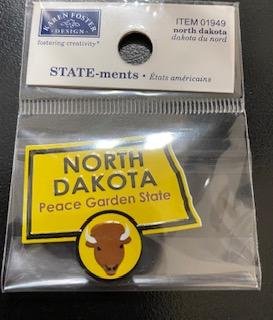 KAREN FOSTER
DESIGN
fostering creativity®
ITEM 01949
north dakota
dakota du nord
STATE-ments • États américains
NORTH
DAKOTA
Peace Garden State